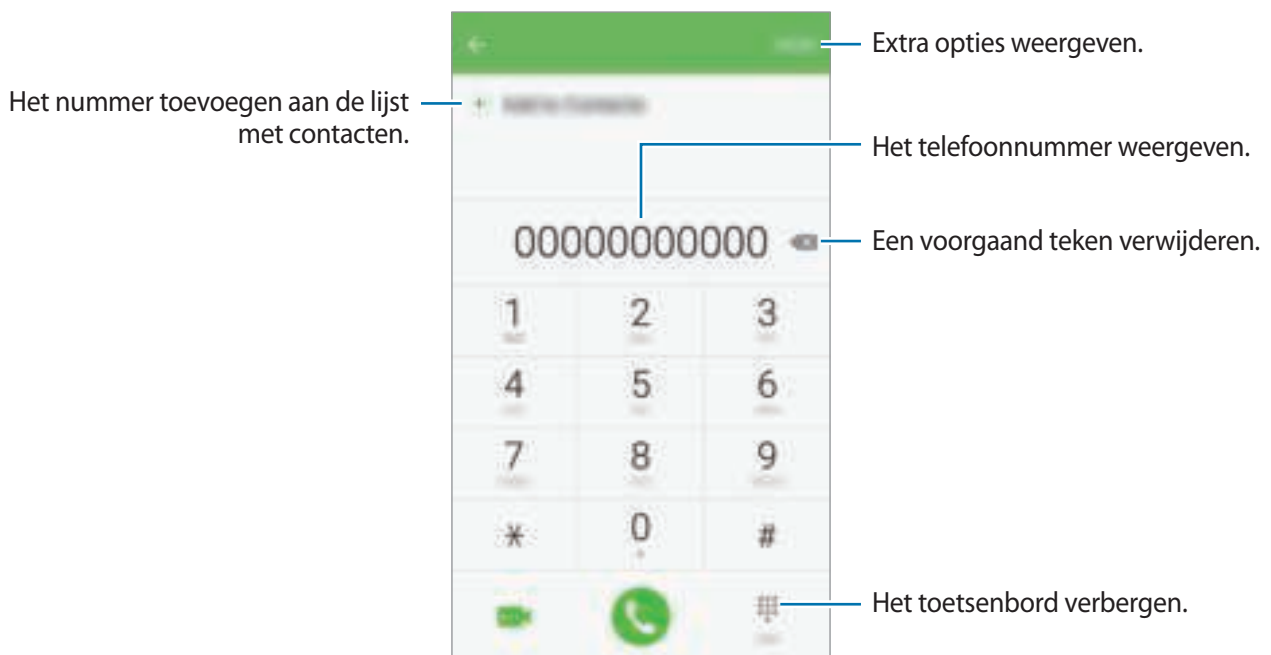 Extra opties weergeven.
Het nummer toevoegen aan de lijst
met contacten.
Het telefoonnummer weergeven.
00000000000
Een voorgaand teken verwijderen.
1 2 3
4 5 6
7 8 9
* 0 #
+
Het toetsenbord verbergen.